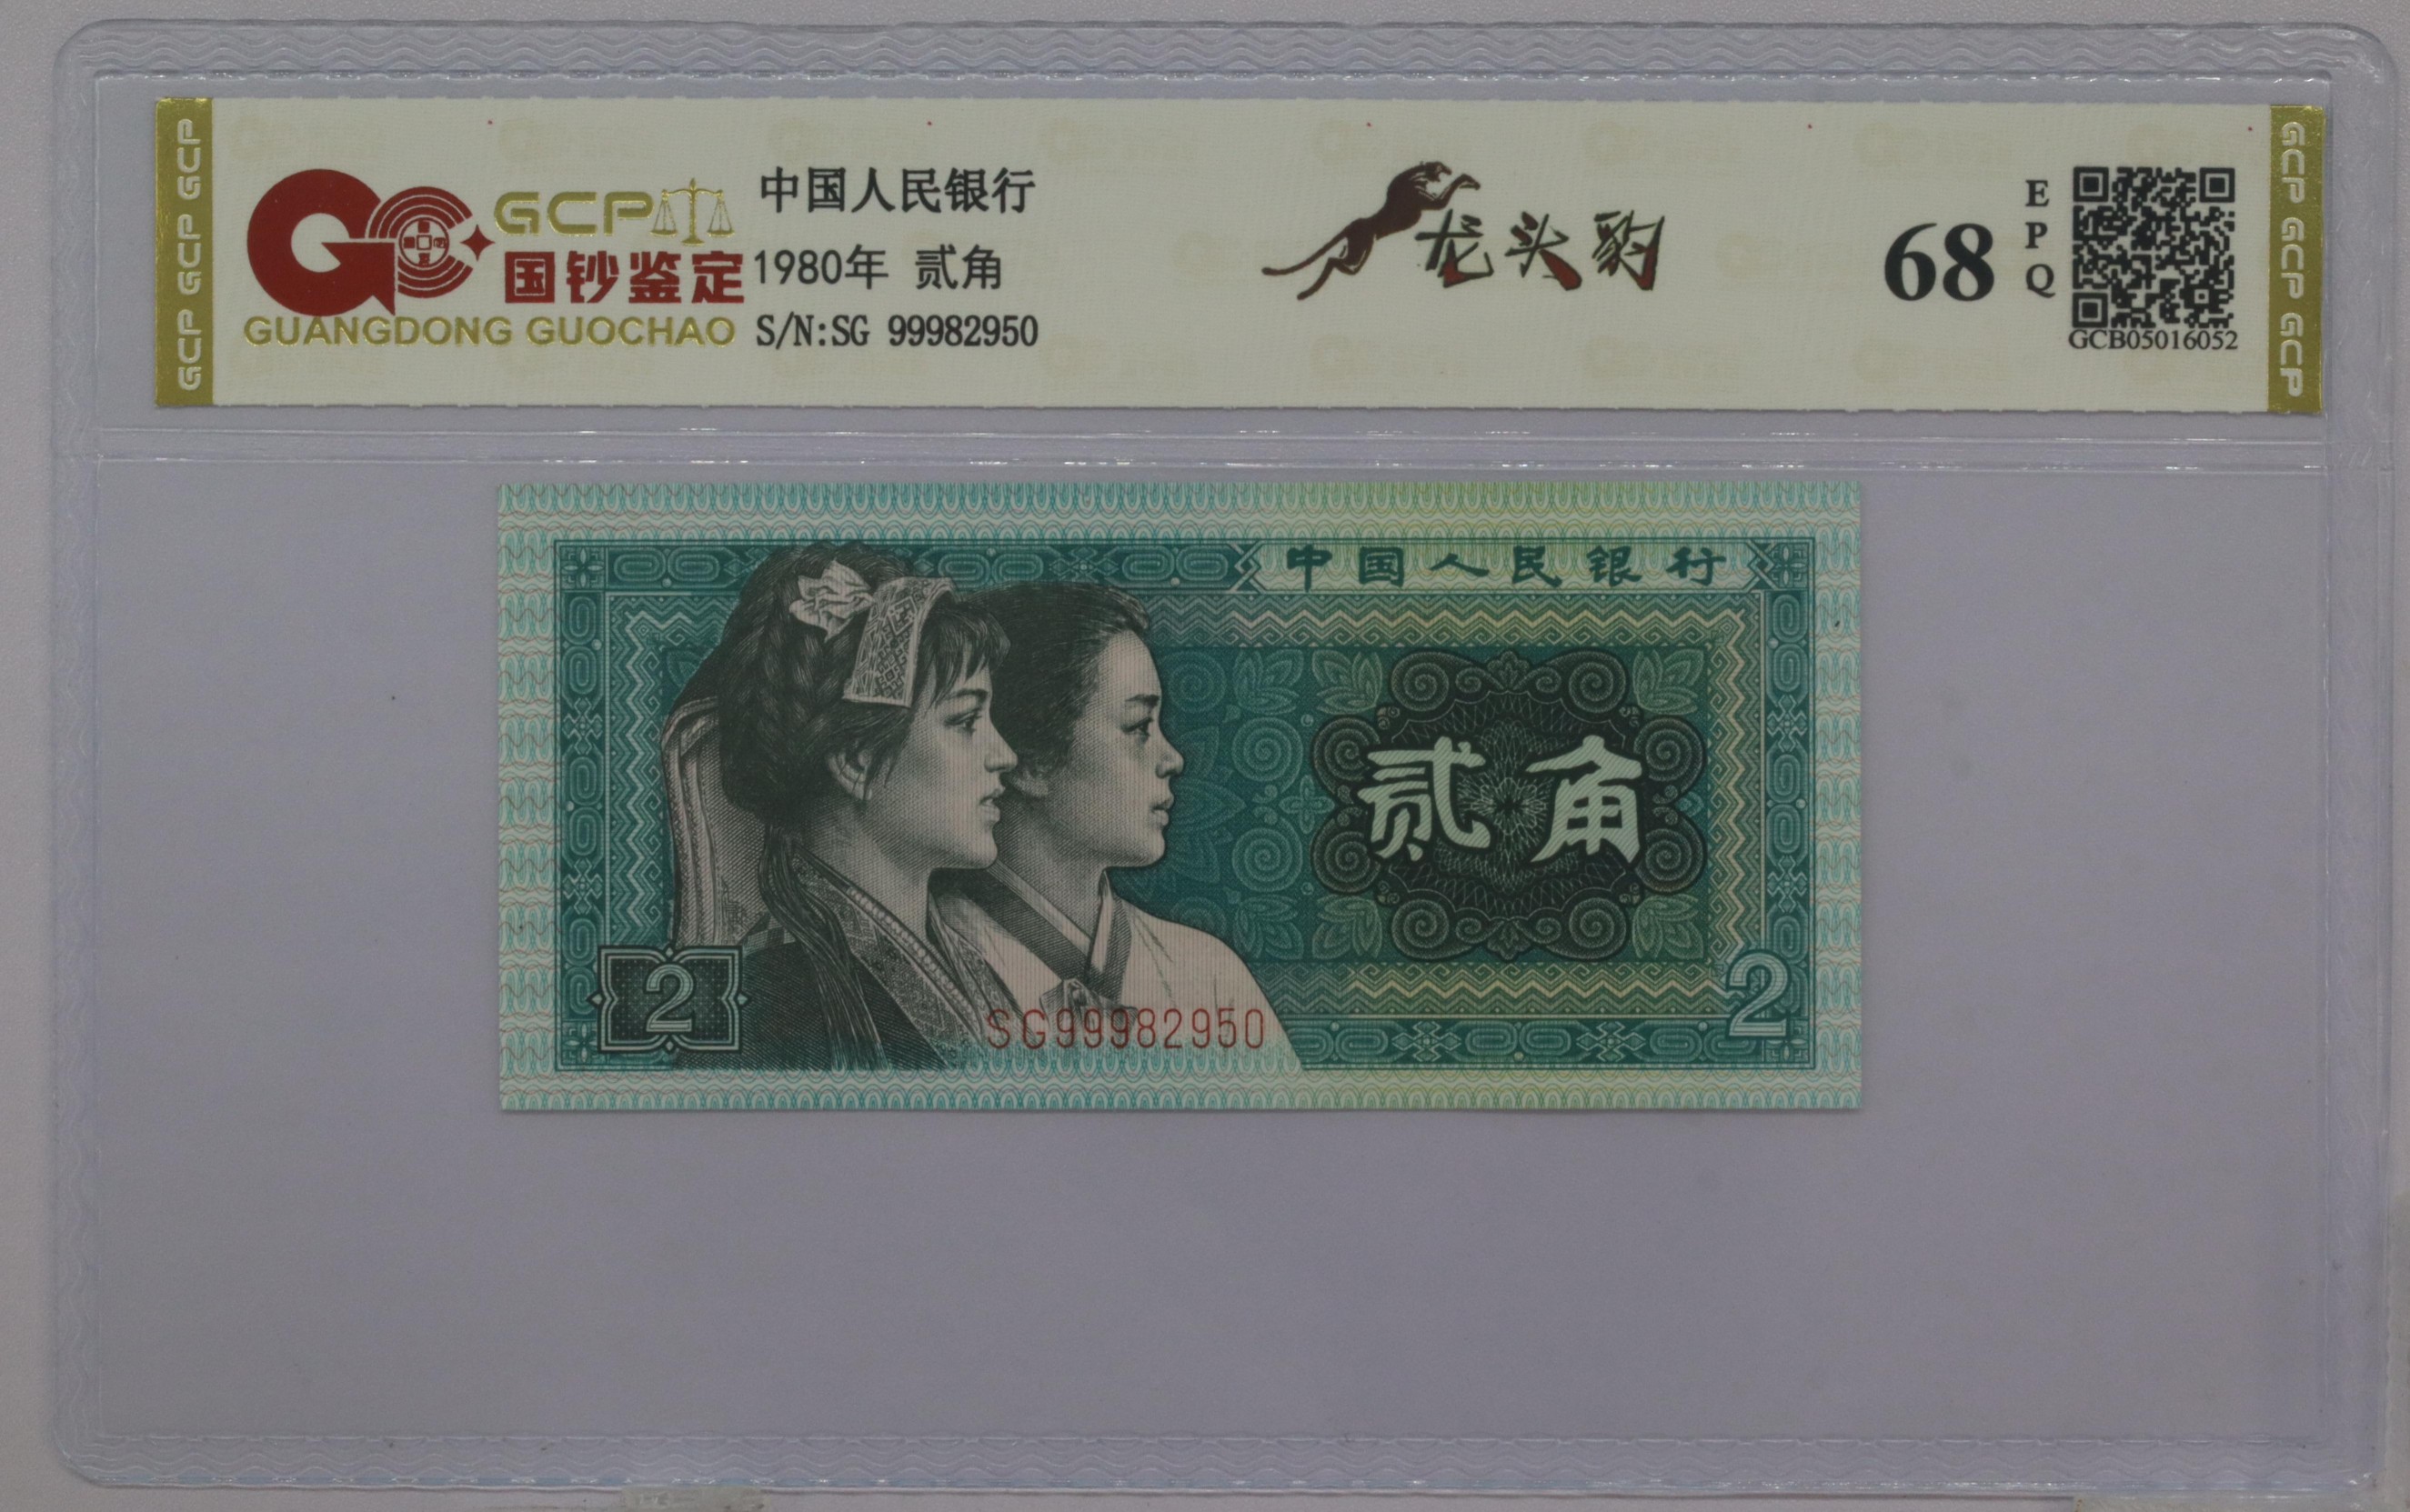 GCP GCP GCP
GCP
国钞鉴定
GUANGDONG GUOCHAO
中国人民银行
1980年 贰角
S/N:SG 99982950
龙头豹
68
EPQ
GCB05016052
GCP GCP GCP
中国人民银行
贰角
2
SG99982950
2